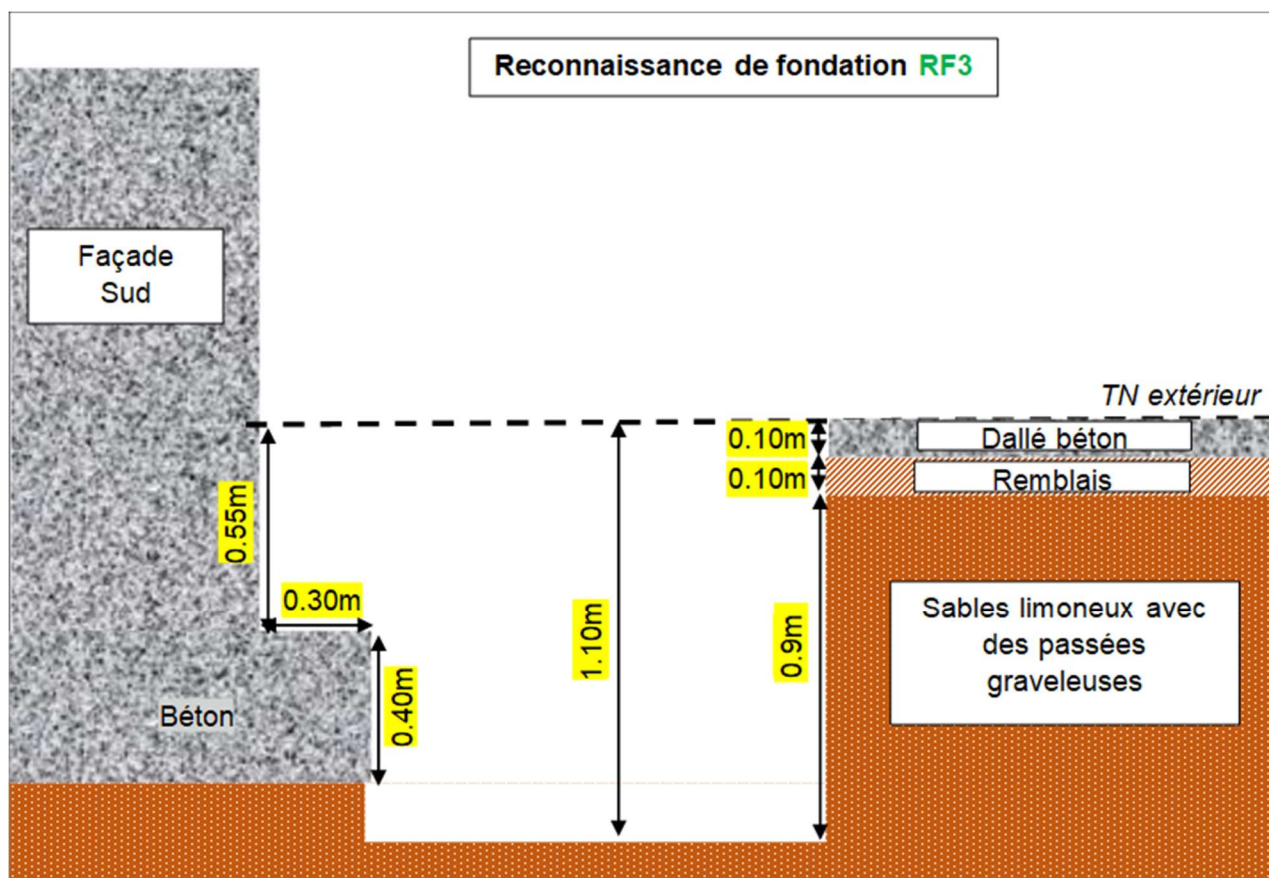 Reconnaissance de fondation RF3
Façade
Sud
TN extérieur
0.10m
Dallé béton
0.10m
Remblais
0.55m
0.30m
1.10m
0.9m
Sables limoneux avec
des passées
graveleuses
0.40m
Béton